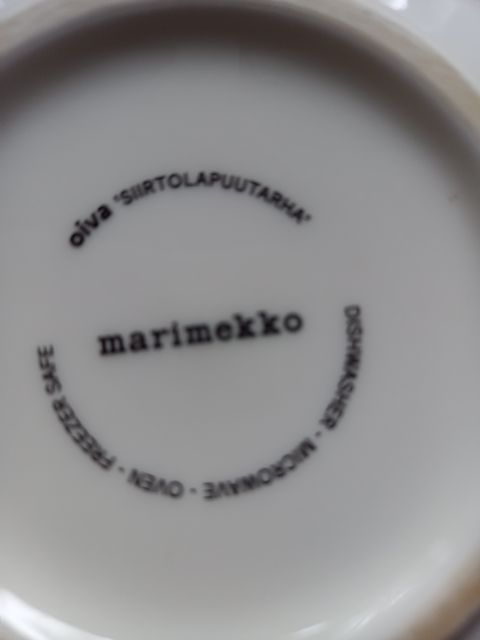 oiva "SIIRTOLAPUUTARHA"
marimekko
DISHWASHER · MICROWAVE · OVEN · FREEZER SAFE